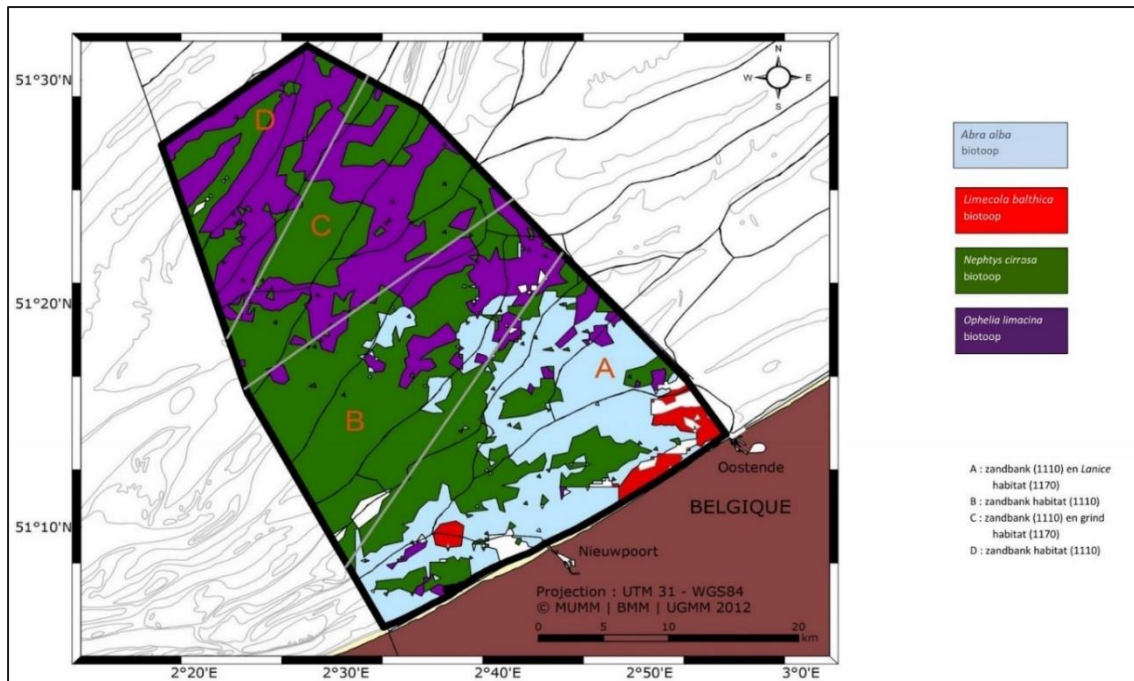 51°30'N
51°20'N
51°10'N
2°20'E
2°30'E
2°40'E
2°50'E
3°0'E
N
W
E
S
D
C
A
B
Oostende
BELGIQUE
Nieuwpoort
Projection : UTM 31 - WGS84
© MUMM | BMM | UGMM 2012
0
10
20
km
Abra alba
biotoop
Limecola balthica
biotoop
Nephtys cirrosa
biotoop
Ophelia limacina
biotoop
A : zandbank (1110) en Lanice
habitat (1170)
B : zandbank habitat (1110)
C : zandbank (1110) en grind
habitat (1170)
D : zandbank habitat (1110)